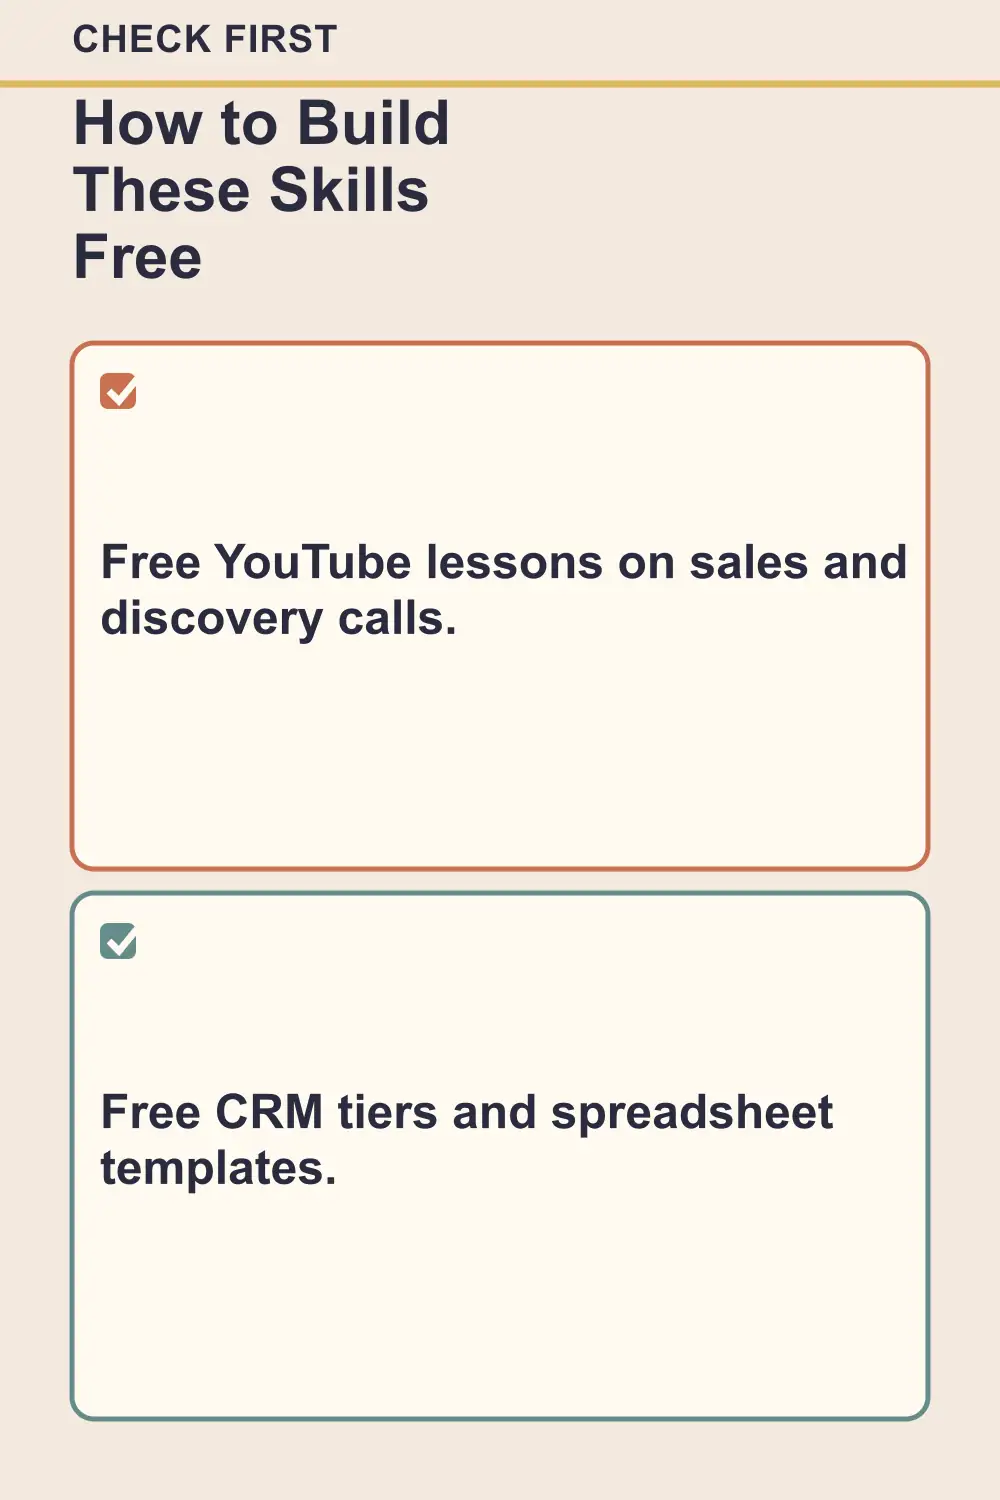 CHECK FIRST
How to Build
These Skills
Free
Free YouTube lessons on sales and
discovery calls.
Free CRM tiers and spreadsheet
templates.